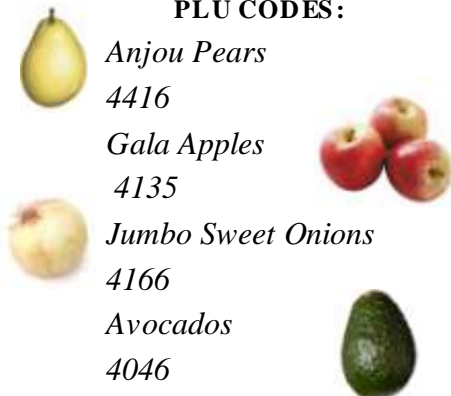 PLU CODES:
Anjou Pears
4416
Gala Apples
4135
Jumbo Sweet Onions
4166
Avocados
4046